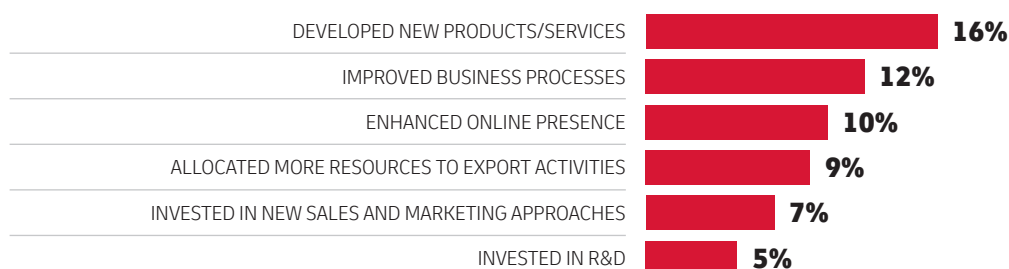 DEVELOPED NEW PRODUCTS/SERVICES 16%
IMPROVED BUSINESS PROCESSES 12%
ENHANCED ONLINE PRESENCE 10%
ALLOCATED MORE RESOURCES TO EXPORT ACTIVITIES 9%
INVESTED IN NEW SALES AND MARKETING APPROACHES 7%
INVESTED IN R&D 5%